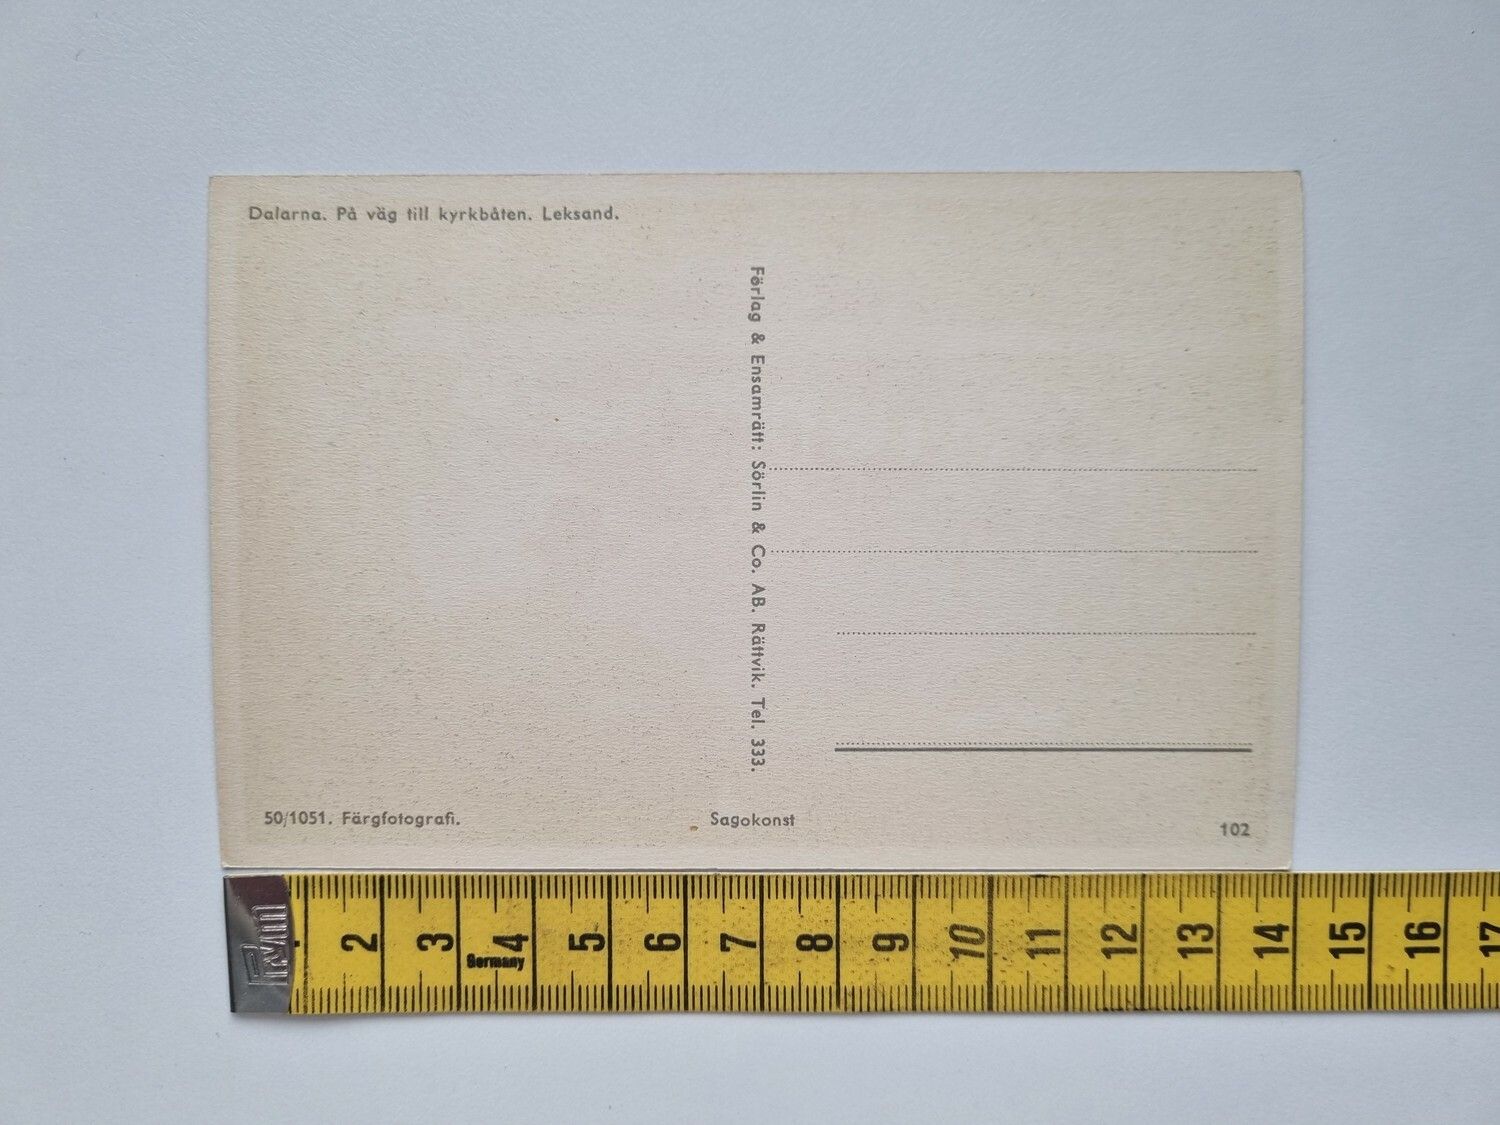 Dalarna. På väg till kyrkbåten. Leksand.
Förlag & Ensamrätt: Sörlin & Co. AB. Rättvik. Tel. 333.
50/1051. Färgfotografi.
Sagokonst
102
2 3 4 5 6 7 8 9 10 11 12 13 14 15 16 17
Germany